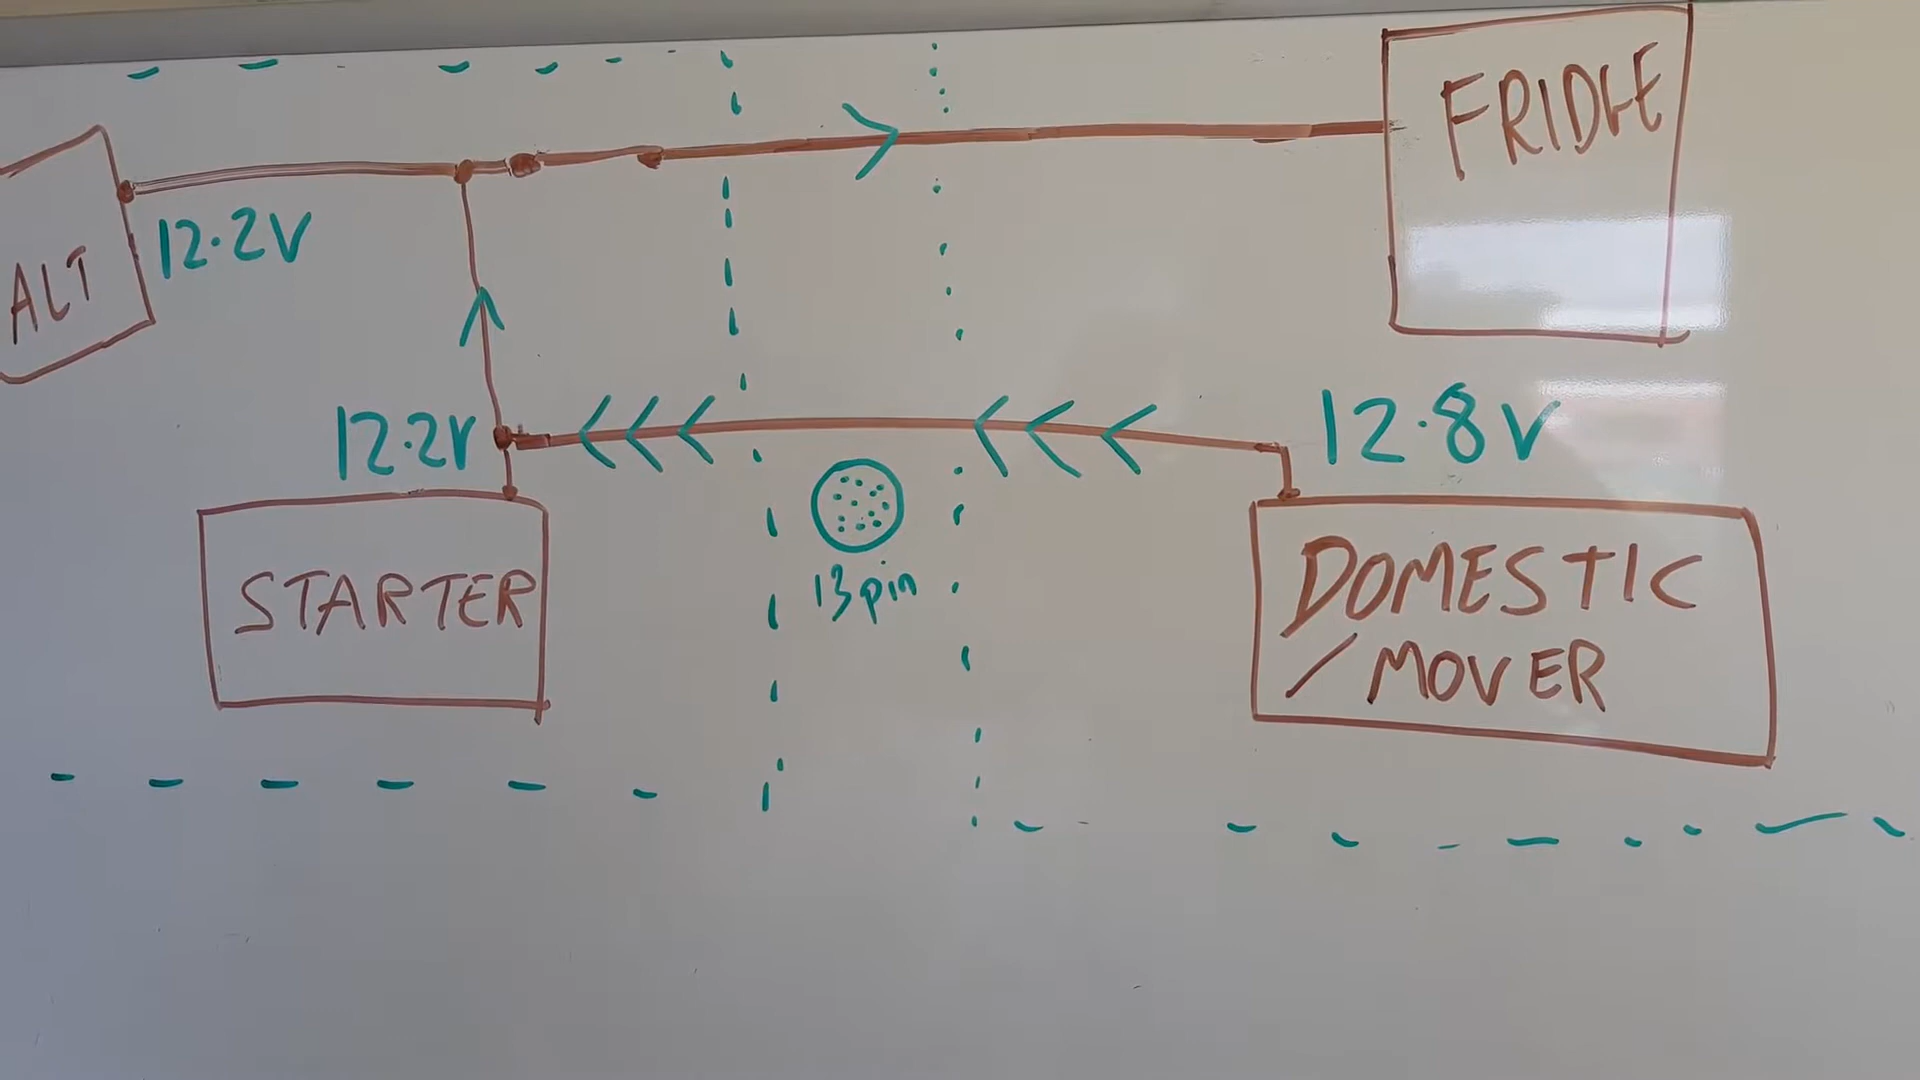 FRIDGE
ALT
12.2V
12.2V
12.8V
STARTER
13pin
DOMESTIC
/MOVER